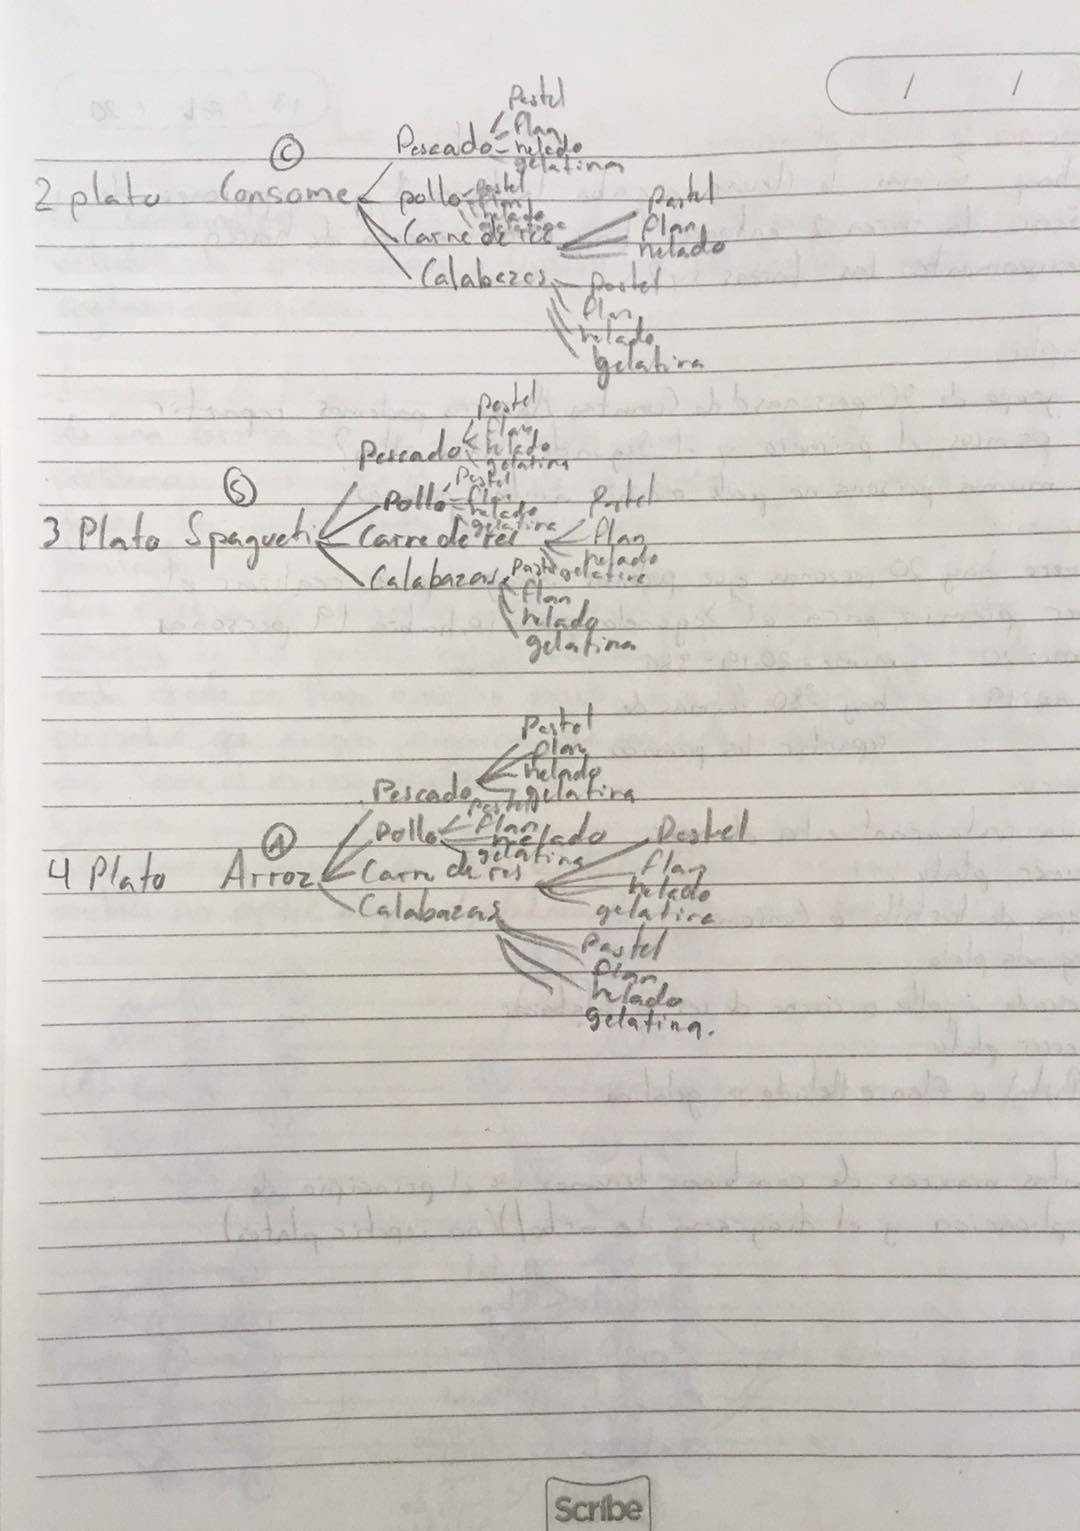 / /
Pastel
flan
Pescado helado
gelatina
C
2 plato Consome
pollo Pastel
flan
helado
gelatina
Carne de res
Pastel
flan
helado
Calabazas
Pastel
flan
helado
gelatina
Pastel
flan
Pescado helado
gelatina
S
Pollo Pastel
flan
helado
gelatina
3 Plato Spagueti Carne de res
Pastel
flan
helado
gelatina
Calabazas Pastel
flan
helado
gelatina
Pastel
flan
helado
Pescado gelatina
A
Pollo Pastel
flan
helado
gelatina
4 Plato Arroz Carne de res
Pastel
flan
helado
gelatina
Calabazas
Pastel
flan
helado
gelatina.
Scribe